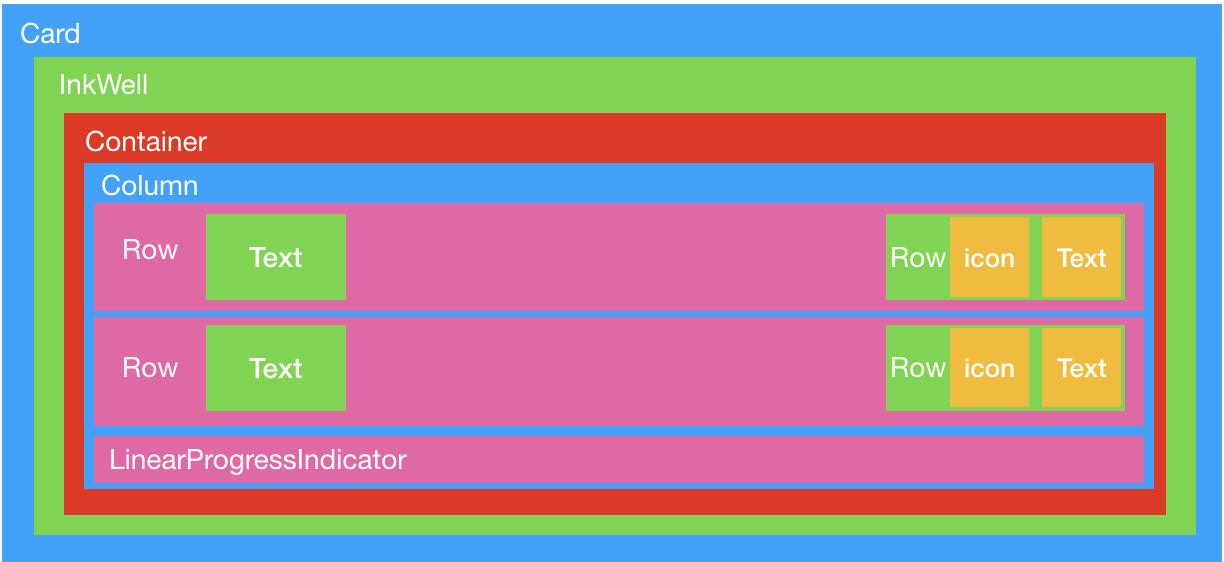 Card
InkWell
Container
Column
Row Text Row icon Text
Row Text Row icon Text
LinearProgressIndicator